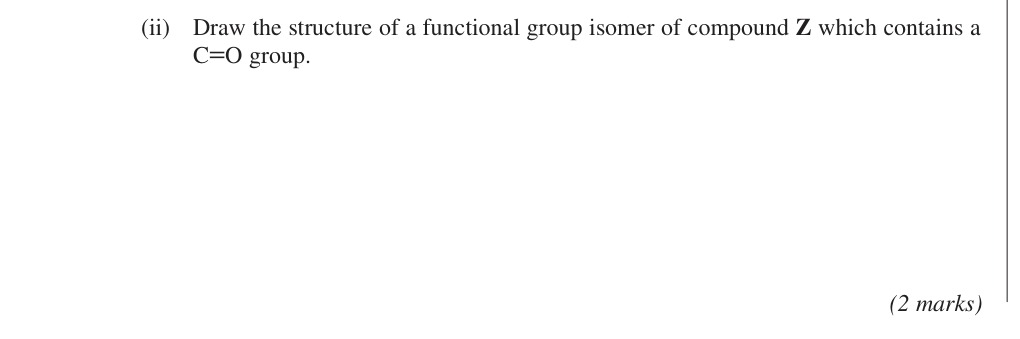 (ii) Draw the structure of a functional group isomer of compound Z which contains a
C=O group.
(2 marks)